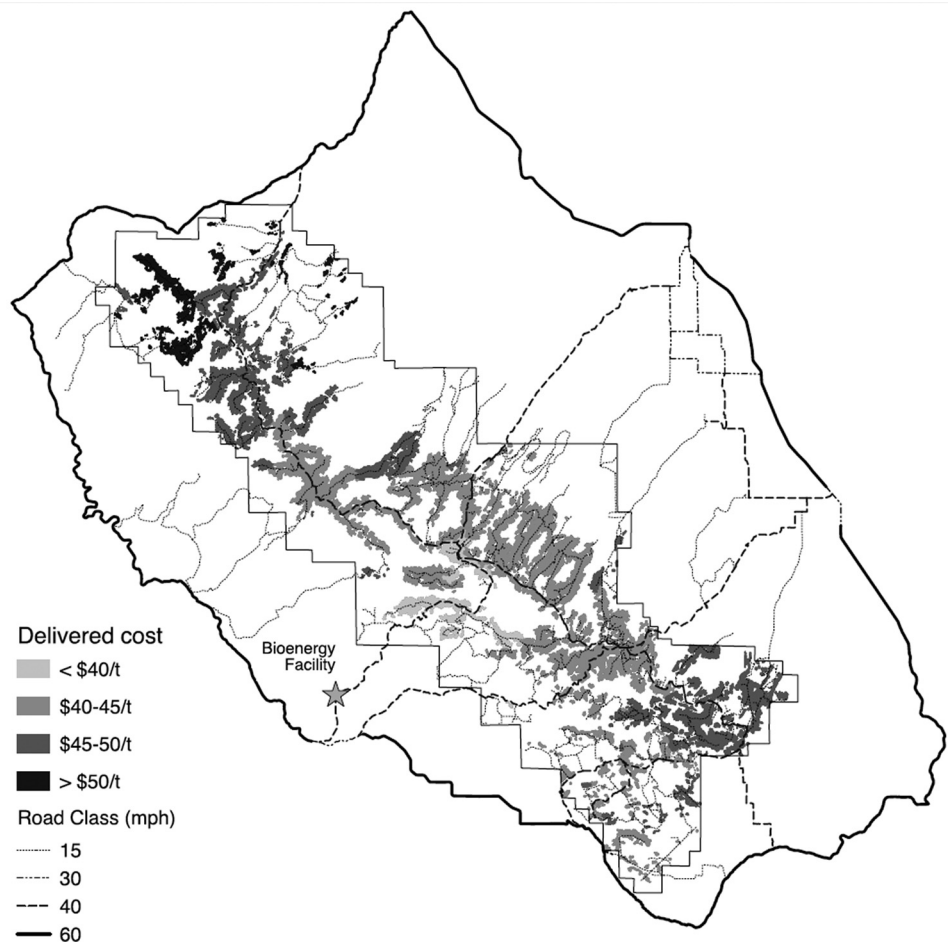 Bioenergy
Facility
Delivered cost
< $40/t
$40-45/t
$45-50/t
> $50/t
Road Class (mph)
15
30
40
60